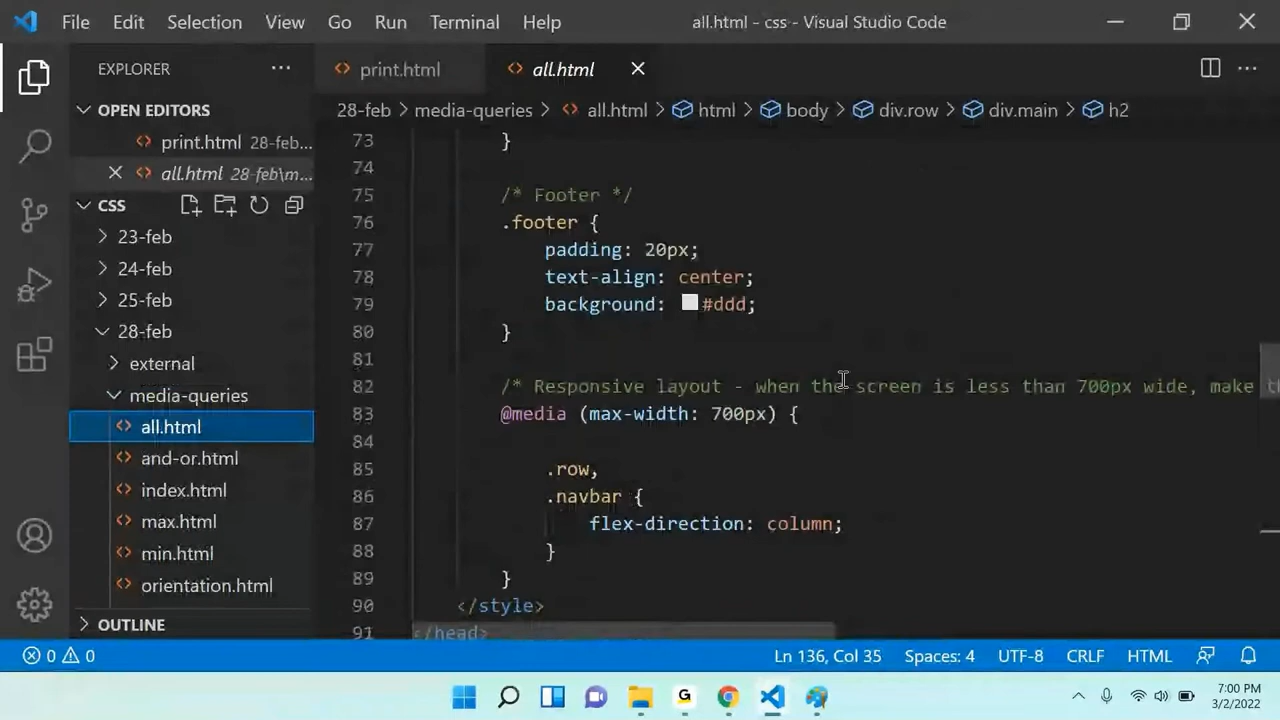 File Edit Selection View Go Run Terminal Help all.html - css - Visual Studio Code
EXPLORER
print.html
all.html
OPEN EDITORS
print.html 28-feb...
all.html 28-feb\m...
CSS
23-feb
24-feb
25-feb
28-feb
external
media-queries
all.html
and-or.html
index.html
max.html
min.html
orientation.html
OUTLINE
28-feb > media-queries > all.html > html > body > div.row > div.main > h2
73 }
74
75 /* Footer */
76 .footer {
77 padding: 20px;
78 text-align: center;
79 background: #ddd;
80 }
81
82 /* Responsive layout - when the screen is less than 700px wide, make th
83 @media (max-width: 700px) {
84
85 .row,
86 .navbar {
87 flex-direction: column;
88 }
89 }
90 </style>
91 </head>
0 0 Ln 136, Col 35 Spaces: 4 UTF-8 CRLF HTML
G
7:00 PM
3/2/2022